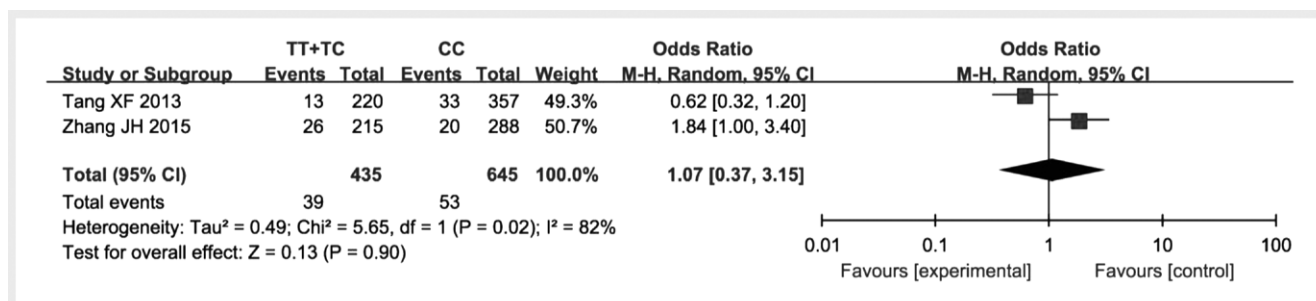 TT+TC CC Odds Ratio Odds Ratio
Study or Subgroup Events Total Events Total Weight M-H, Random, 95% CI M-H, Random, 95% CI
Tang XF 2013 13 220 33 357 49.3% 0.62 [0.32, 1.20]
Zhang JH 2015 26 215 20 288 50.7% 1.84 [1.00, 3.40]
Total (95% CI) 435 645 100.0% 1.07 [0.37, 3.15]
Total events 39 53
Heterogeneity: Tau² = 0.49; Chi² = 5.65, df = 1 (P = 0.02); I² = 82%
Test for overall effect: Z = 0.13 (P = 0.90)
0.01 0.1 1 10 100
Favours [experimental] Favours [control]